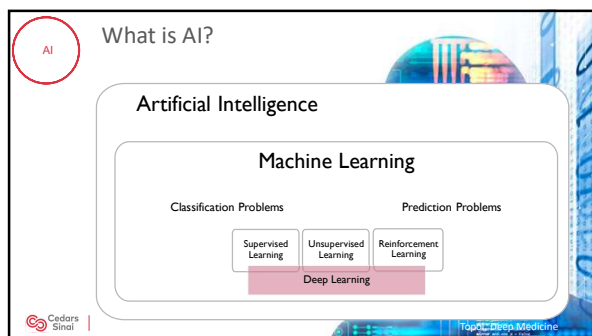 AI
What is AI?
Artificial Intelligence
Machine Learning
Classification Problems
Prediction Problems
Supervised
Learning
Unsupervised
Learning
Reinforcement
Learning
Deep Learning
Cedars
Sinai
Topol, Deep Medicine